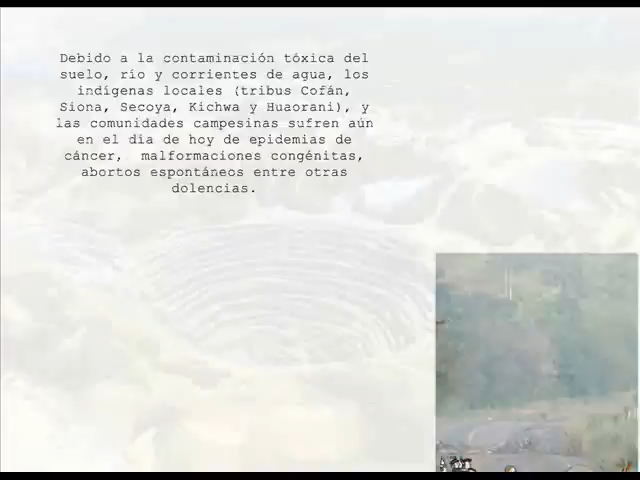 Debido a la contaminación tóxica del
suelo, río y corrientes de agua, los
indígenas locales (tribus Cofán,
Siona, Secoya, Kichwa y Huaorani), y
las comunidades campesinas sufren aún
en el día de hoy de epidemias de
cáncer, malformaciones congénitas,
abortos espontáneos entre otras
dolencias.